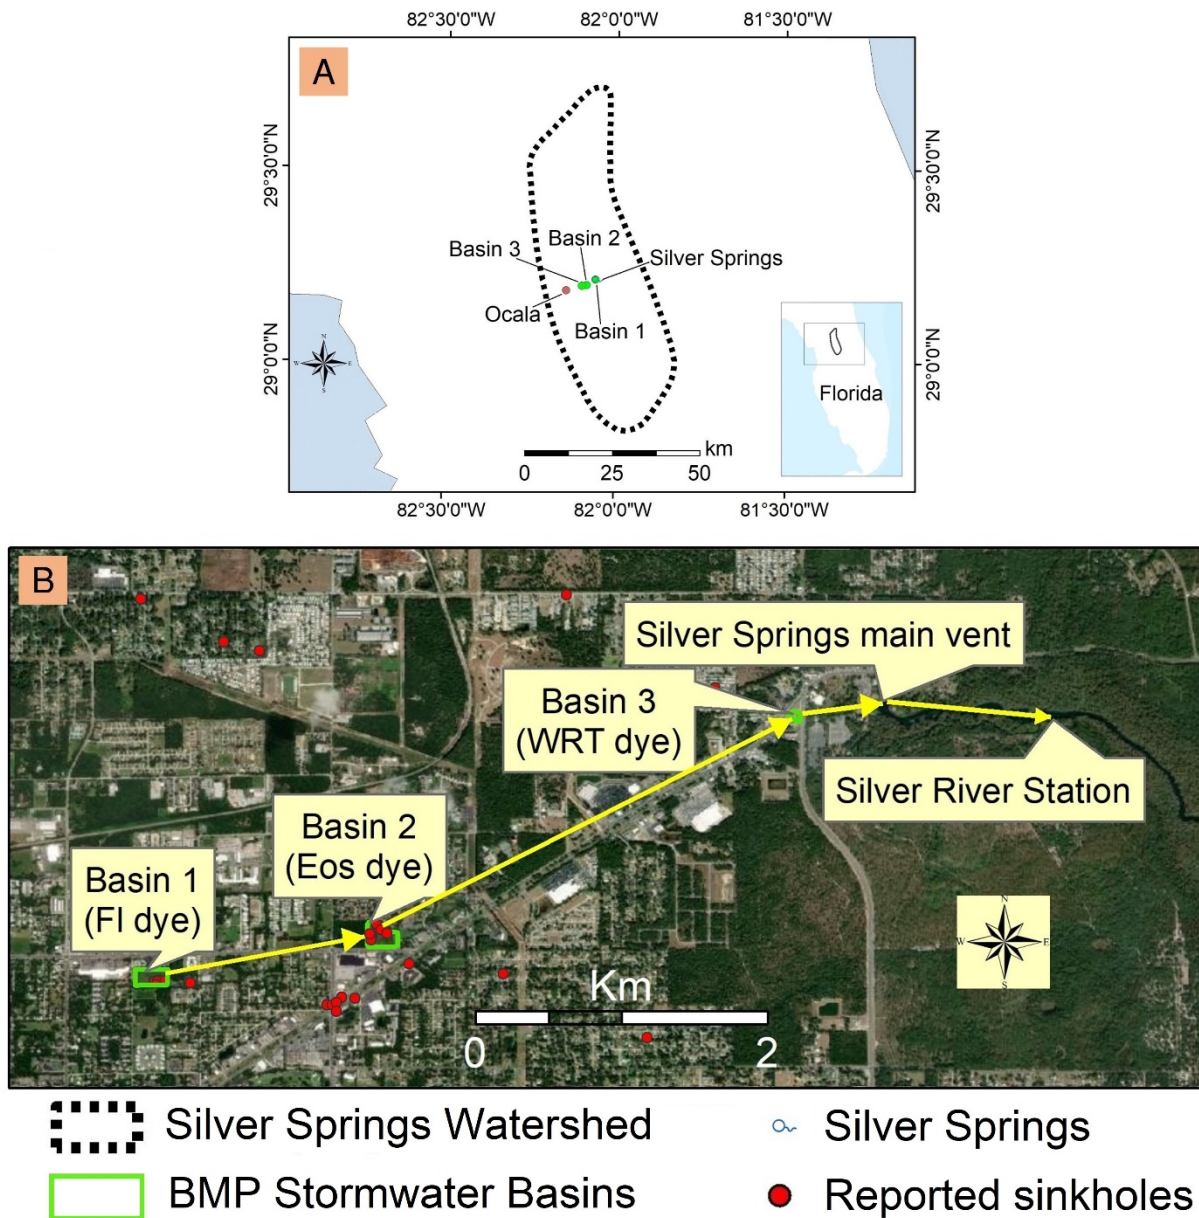 82°30'0"W 82°0'0"W 81°30'0"W
A
29°30'0"N 29°30'0"N
Basin 2
Basin 3
Silver Springs
Ocala
Basin 1
29°0'0"N 29°0'0"N
N
W E
S
Florida
km
0 25 50
82°30'0"W 82°0'0"W 81°30'0"W
B
Silver Springs main vent
Basin 3
(WRT dye)
Silver River Station
Basin 2
(Eos dye)
Basin 1
(Fl dye)
N
W E
S
Km
0 2
Silver Springs Watershed
Silver Springs
BMP Stormwater Basins
Reported sinkholes